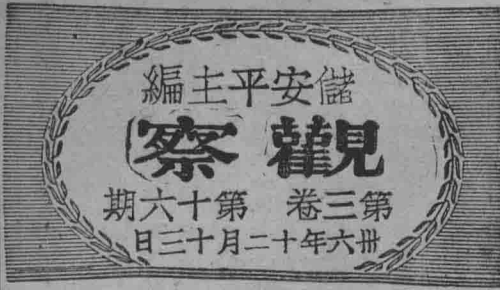 儲安平主編
觀察
第三卷 第十六期
卅六年十二月十三日